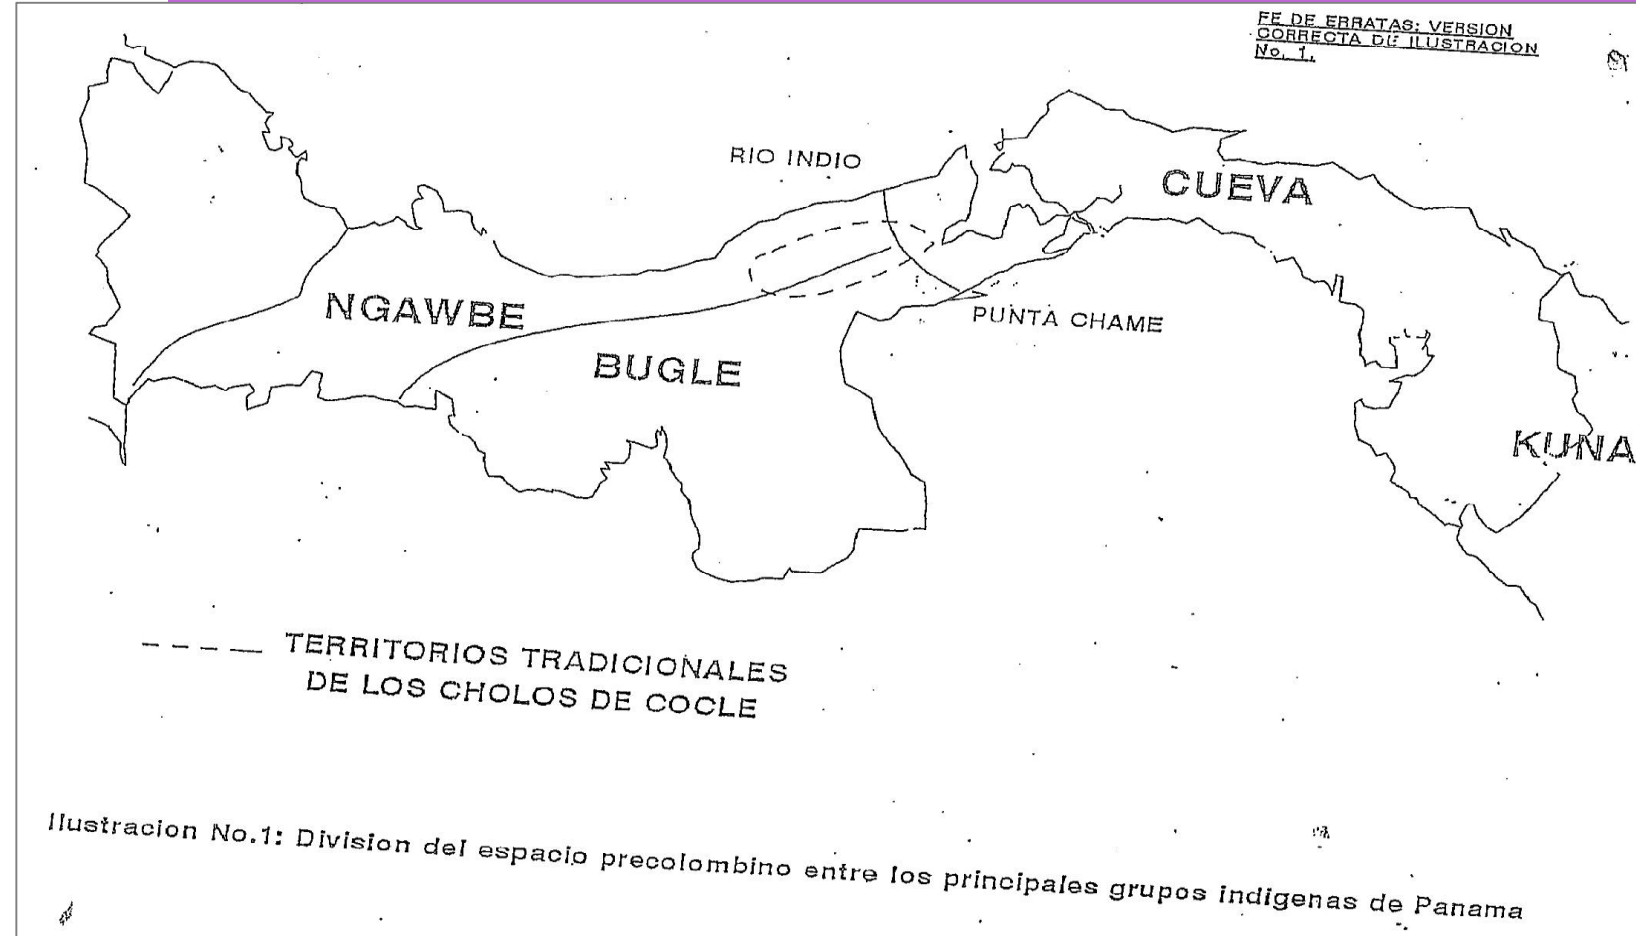 FE DE ERRATAS: VERSION
CORRECTA DE ILUSTRACION
No. 1.
RIO INDIO
CUEVA
NGAWBE
PUNTA CHAME
BUGLE
KUNA
TERRITORIOS TRADICIONALES
DE LOS CHOLOS DE COCLE
Ilustracion No.1: Division del espacio precolombino entre los principales grupos indigenas de Panama